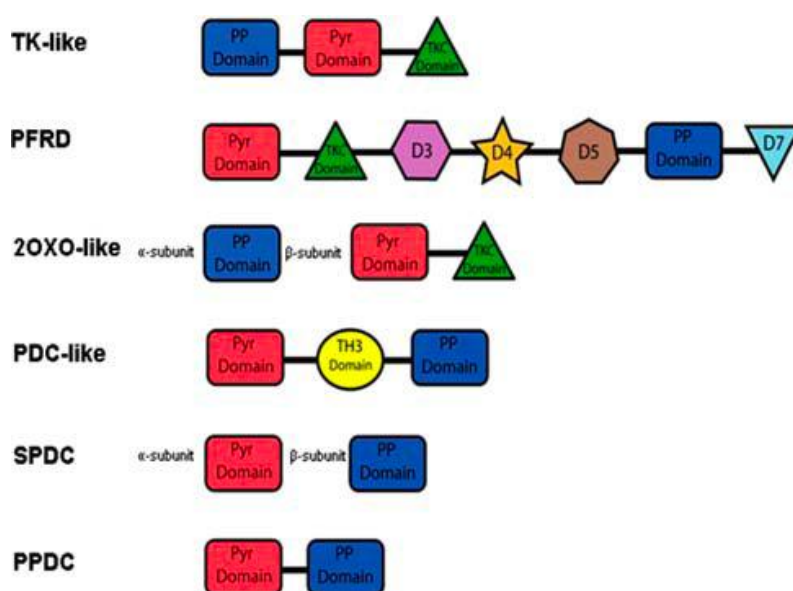 TK-like
PP Domain
Pyr Domain
TKC Domain
PFRD
Pyr Domain
TKC Domain
D3
D4
D5
PP Domain
D7
2OXO-like
α-subunit
PP Domain
β-subunit
Pyr Domain
TKC Domain
PDC-like
Pyr Domain
TH3 Domain
PP Domain
SPDC
α-subunit
Pyr Domain
β-subunit
PP Domain
PPDC
Pyr Domain
PP Domain